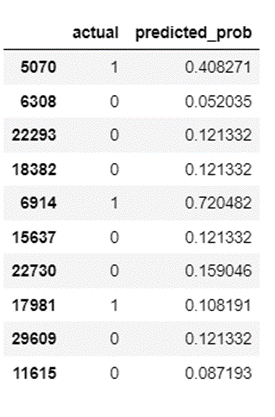 actual predicted_prob
5070 1 0.408271
6308 0 0.052035
22293 0 0.121332
18382 0 0.121332
6914 1 0.720482
15637 0 0.121332
22730 0 0.159046
17981 1 0.108191
29609 0 0.121332
11615 0 0.087193